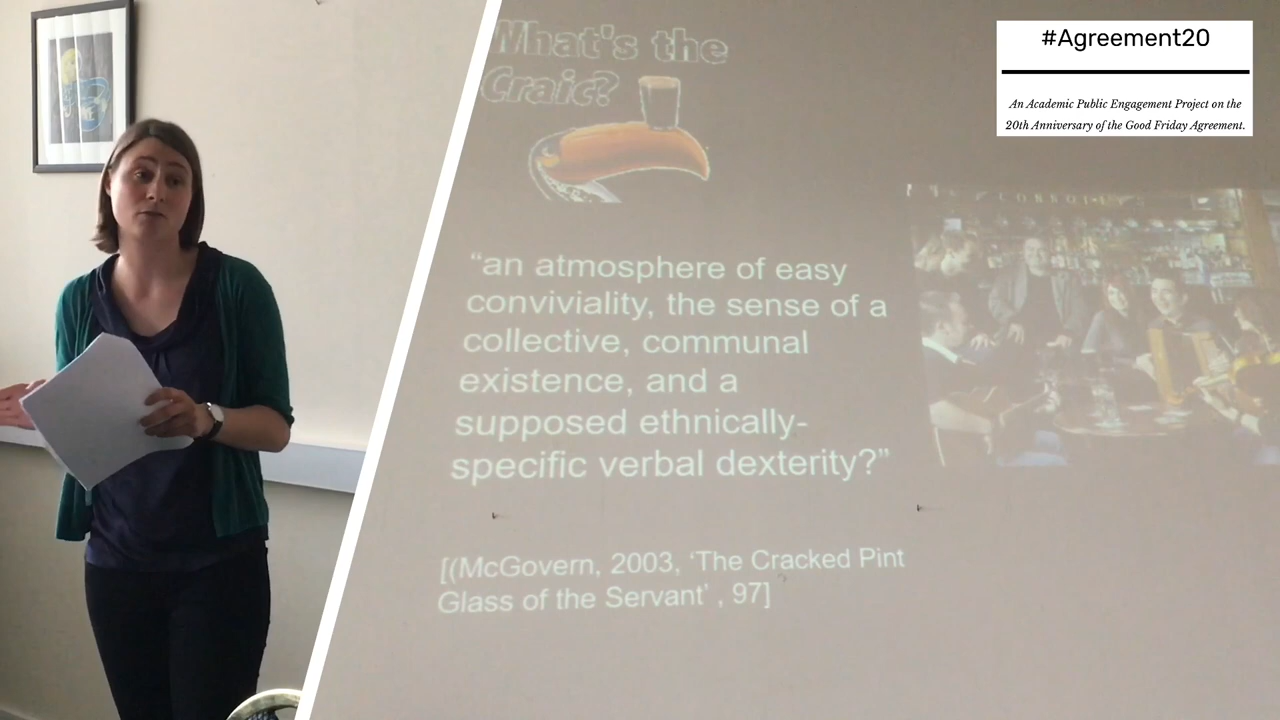 What's the
Craic?
#Agreement20
An Academic Public Engagement Project on the
20th Anniversary of the Good Friday Agreement.
“an atmosphere of easy
conviviality, the sense of a
collective, communal
existence, and a
supposed ethnically-
specific verbal dexterity?”
[(McGovern, 2003, ‘The Cracked Pint
Glass of the Servant’ , 97]